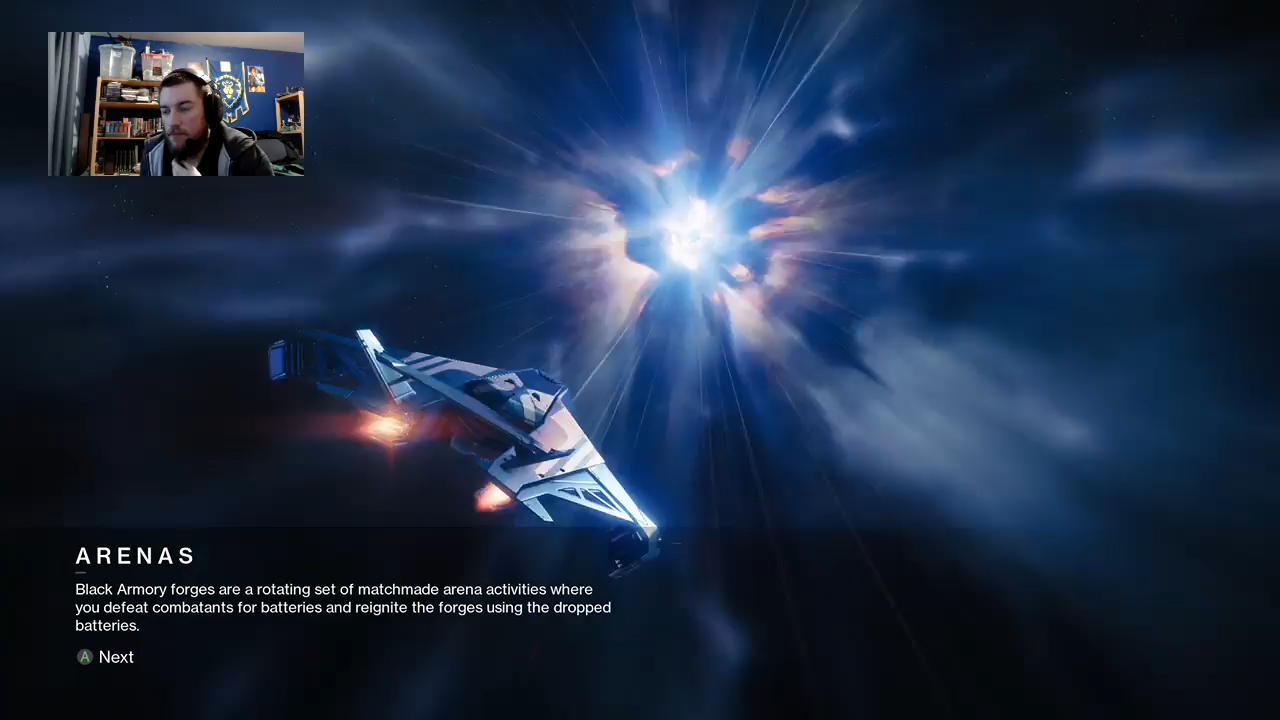 ARENAS
Black Armory forges are a rotating set of matchmade arena activities where
you defeat combatants for batteries and reignite the forges using the dropped
batteries.
A Next